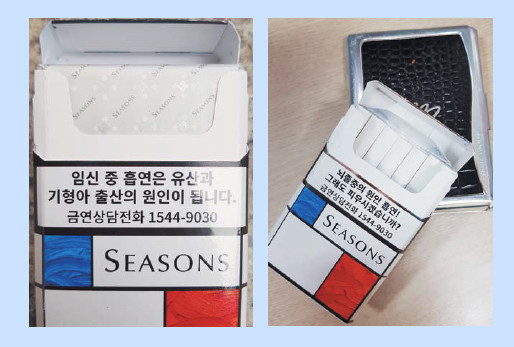 SEASONS SEASONS SEASONS
임신 중 흡연은 유산과
기형아 출산의 원인이 됩니다.
금연상담전화 1544-9030
SEASONS
뇌졸중의 원인 흡연!
그래도 피우시겠습니까?
금연상담전화 1544-9030
SEASONS